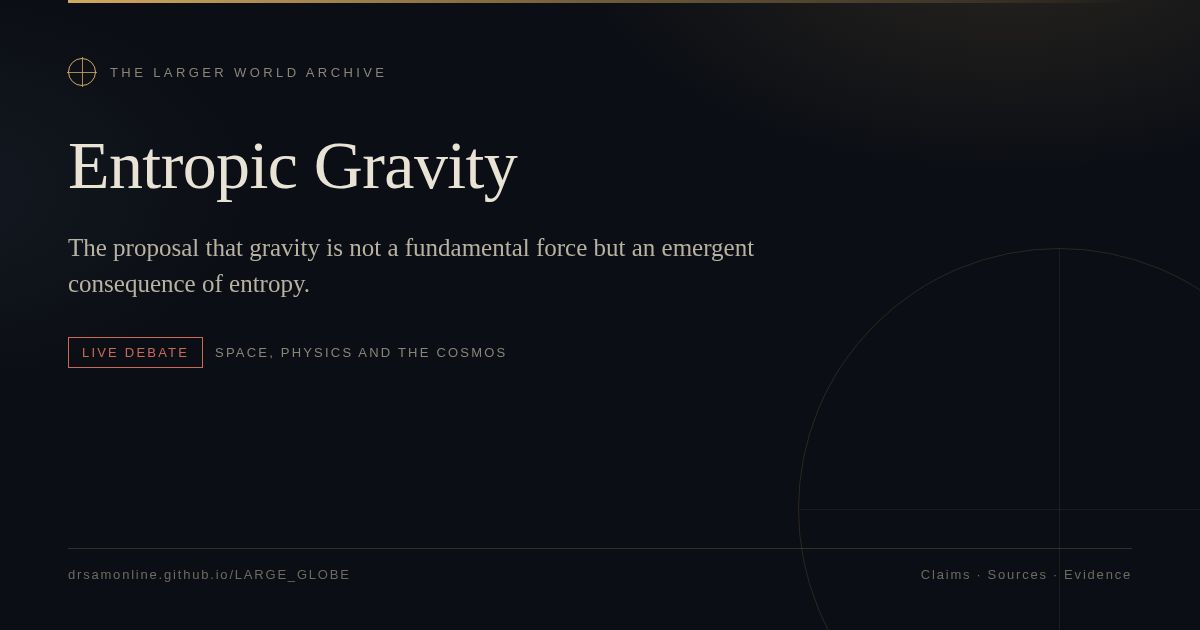 THE LARGER WORLD ARCHIVE
Entropic Gravity
The proposal that gravity is not a fundamental force but an emergent
consequence of entropy.
LIVE DEBATE SPACE, PHYSICS AND THE COSMOS
drsamonline.github.io/LARGE_GLOBE
Claims · Sources · Evidence